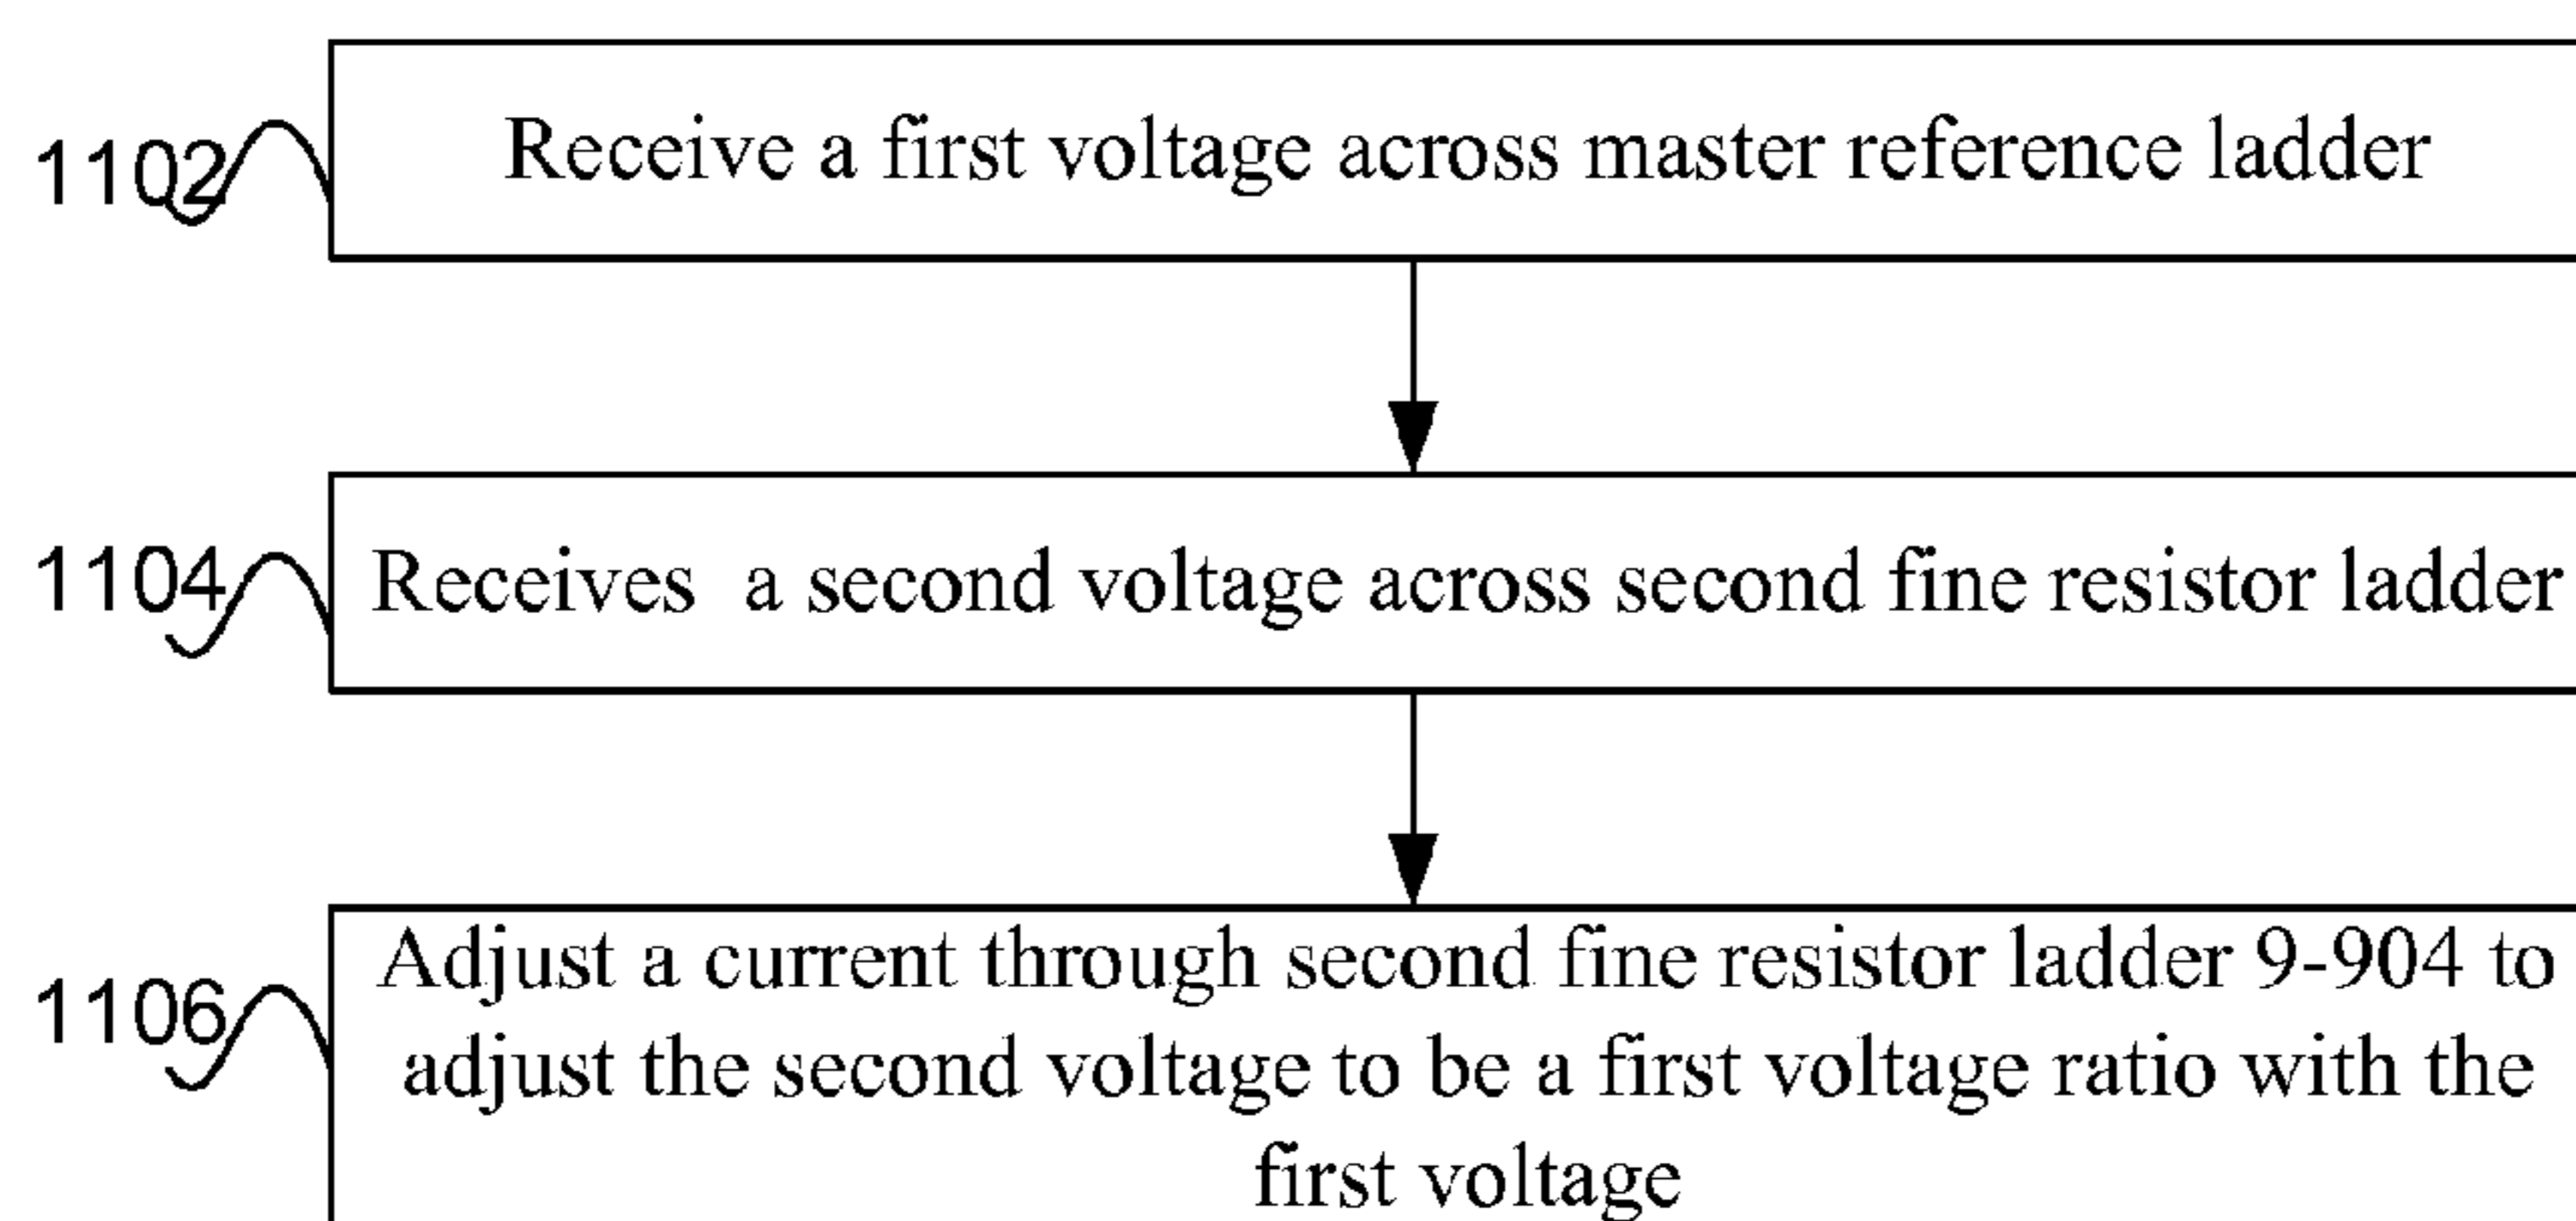 1102
Receive a first voltage across master reference ladder
1104
Receives a second voltage across second fine resistor ladder
1106
Adjust a current through second fine resistor ladder 9-904 to
adjust the second voltage to be a first voltage ratio with the
first voltage